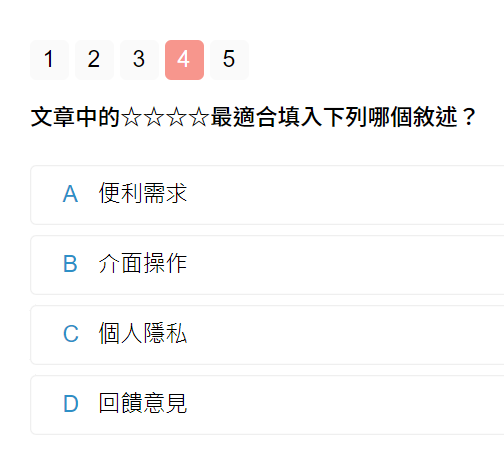 1 2 3 4 5
文章中的☆☆☆☆最適合填入下列哪個敘述？
A 便利需求
B 介面操作
C 個人隱私
D 回饋意見